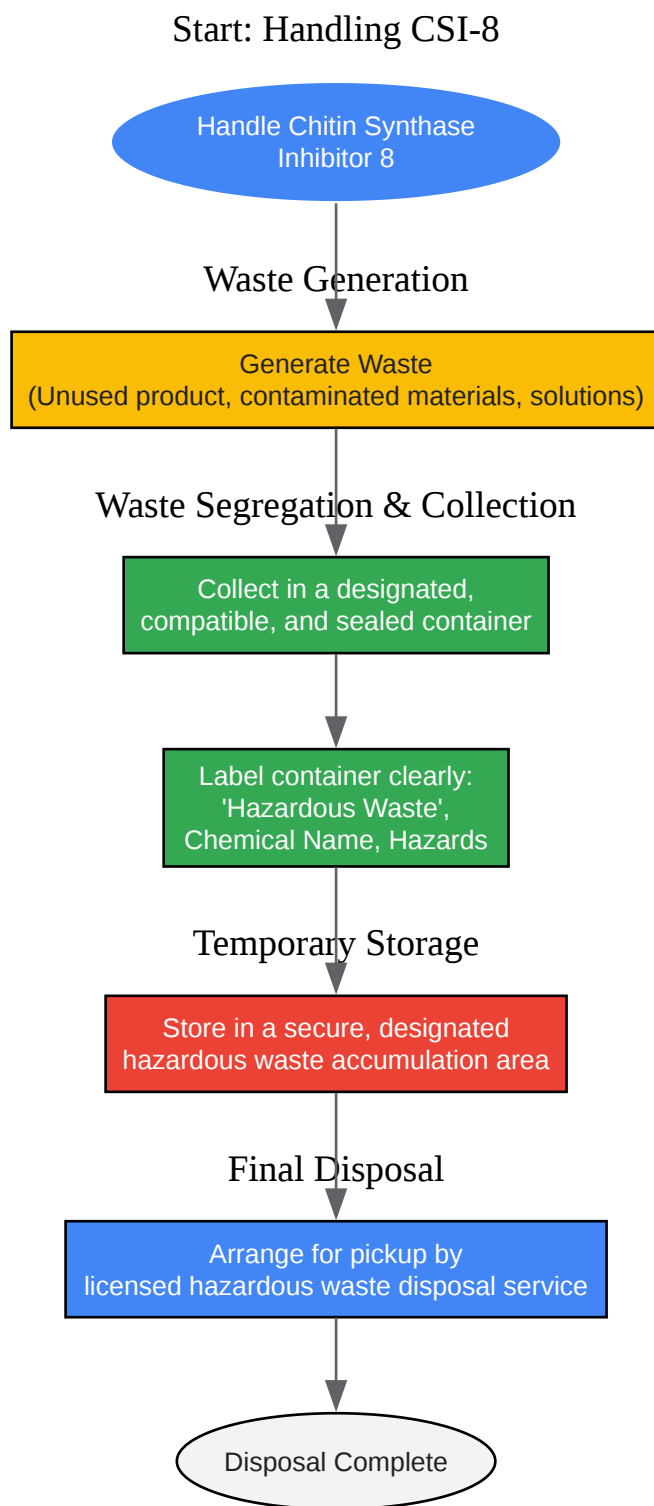 Start: Handling CSI-8
Handle Chitin Synthase
Inhibitor 8
Waste Generation
Generate Waste
(Unused product, contaminated materials, solutions)
Waste Segregation & Collection
Collect in a designated,
compatible, and sealed container
Label container clearly:
'Hazardous Waste',
Chemical Name, Hazards
Temporary Storage
Store in a secure, designated
hazardous waste accumulation area
Final Disposal
Arrange for pickup by
licensed hazardous waste disposal service
Disposal Complete